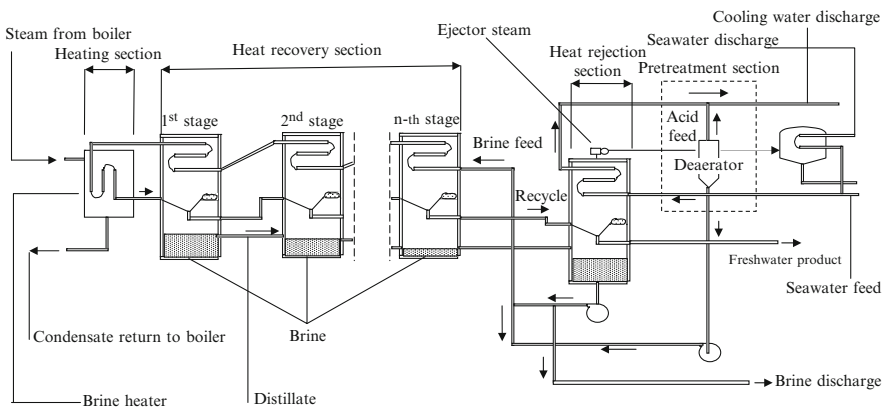 Cooling water discharge
Steam from boiler
Ejector steam
Seawater discharge
Heating section
Heat recovery section
Heat rejection
section
Pretreatment section
1st stage
2nd stage
n-th stage
Brine feed
Acid
feed
Deaerator
Recycle
Freshwater product
Seawater feed
Condensate return to boiler
Brine
Brine heater
Distillate
Brine discharge